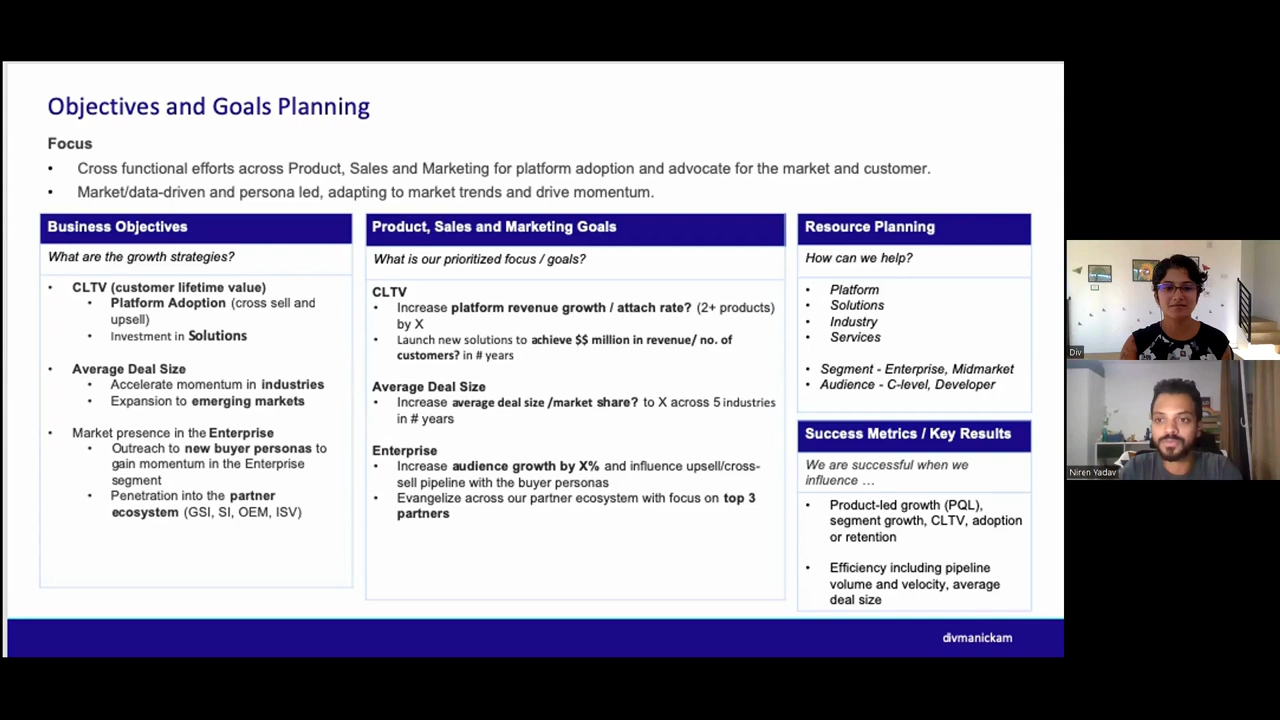 Objectives and Goals Planning
Focus
• Cross functional efforts across Product, Sales and Marketing for platform adoption and advocate for the market and customer.
• Market/data-driven and persona led, adapting to market trends and drive momentum.
Business Objectives
What are the growth strategies?
• CLTV (customer lifetime value)
• Platform Adoption (cross sell and
upsell)
• Investment in Solutions
• Average Deal Size
• Accelerate momentum in industries
• Expansion to emerging markets
• Market presence in the Enterprise
• Outreach to new buyer personas to
gain momentum in the Enterprise
segment
• Penetration into the partner
ecosystem (GSI, SI, OEM, ISV)
Product, Sales and Marketing Goals
What is our prioritized focus / goals?
CLTV
• Increase platform revenue growth / attach rate? (2+ products)
by X
• Launch new solutions to achieve $$ million in revenue/ no. of
customers? in # years
Average Deal Size
• Increase average deal size /market share? to X across 5 industries
in # years
Enterprise
• Increase audience growth by X% and influence upsell/cross-
sell pipeline with the buyer personas
• Evangelize across our partner ecosystem with focus on top 3
partners
Resource Planning
How can we help?
• Platform
• Solutions
• Industry
• Services
• Segment - Enterprise, Midmarket
• Audience - C-level, Developer
Success Metrics / Key Results
We are successful when we
influence ...
• Product-led growth (PQL),
segment growth, CLTV, adoption
or retention
• Efficiency including pipeline
volume and velocity, average
deal size
divmanickam
Div
Niren Yadav